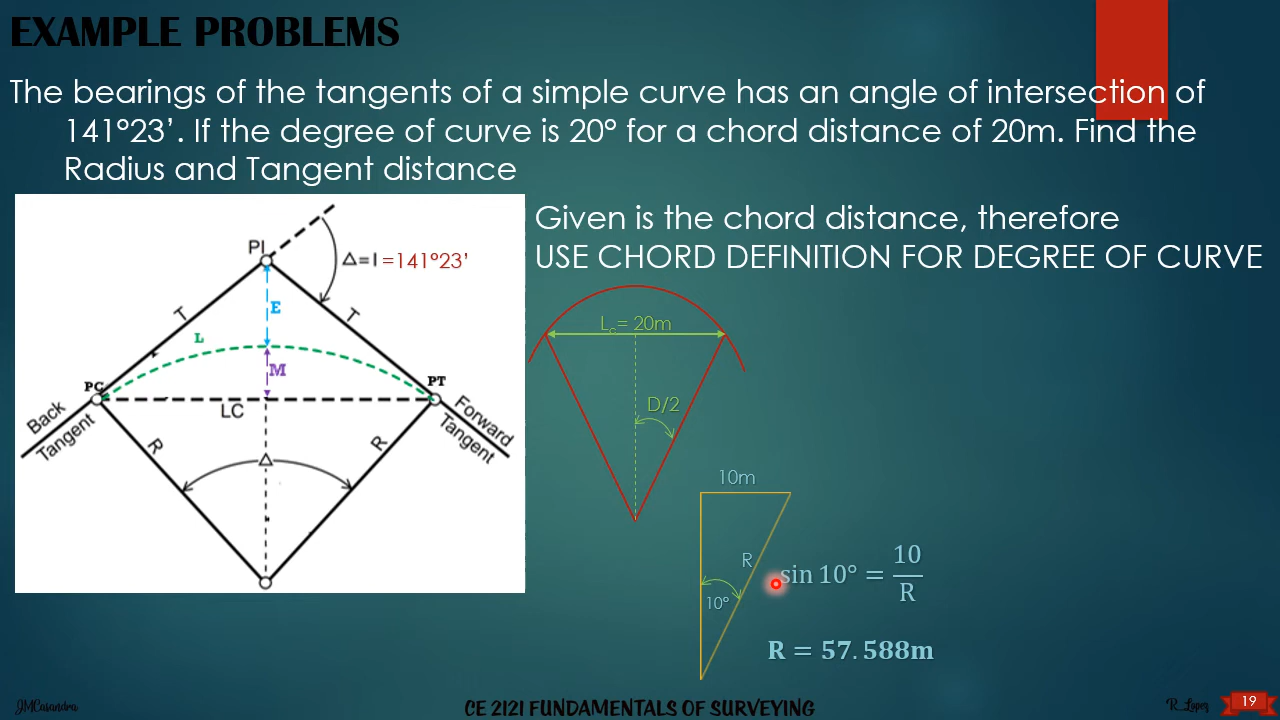 EXAMPLE PROBLEMS
The bearings of the tangents of a simple curve has an angle of intersection of
141°23’. If the degree of curve is 20° for a chord distance of 20m. Find the
Radius and Tangent distance
Given is the chord distance, therefore
USE CHORD DEFINITION FOR DEGREE OF CURVE
PI
△=I =141°23’
T
E
T
L
M
PC
PT
LC
Back
Tangent
Forward
Tangent
R
R
△
Lc= 20m
D/2
10m
R
10°
sin 10° = 10/R
R = 57.588m
JMCasandra
CE 2121 FUNDAMENTALS OF SURVEYING
R_Lopez
19